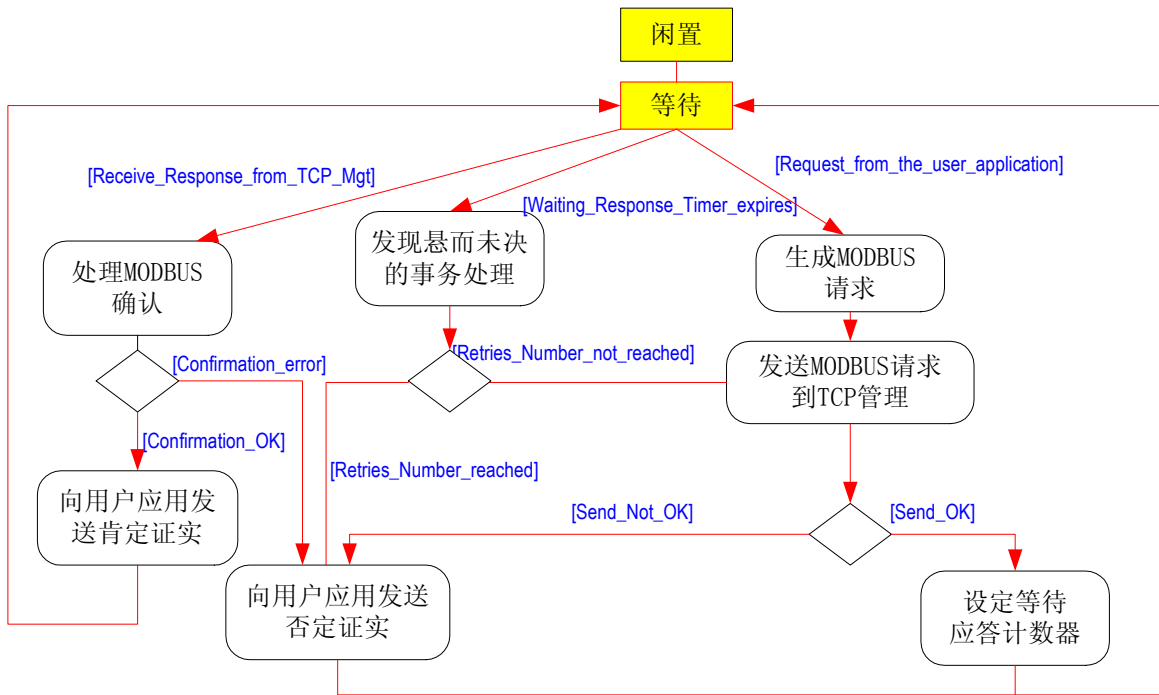 闲置
等待
[Receive_Response_from_TCP_Mgt]
[Request_from_the_user_application]
[Waiting_Response_Timer_expires]
处理MODBUS
确认
发现悬而未决
的事务处理
生成MODBUS
请求
[Confirmation_error]
[Retries_Number_not_reached]
发送MODBUS请求
到TCP管理
[Confirmation_OK]
[Retries_Number_reached]
向用户应用发
送肯定证实
[Send_Not_OK]
[Send_OK]
向用户应用发送
否定证实
设定等待
应答计数器